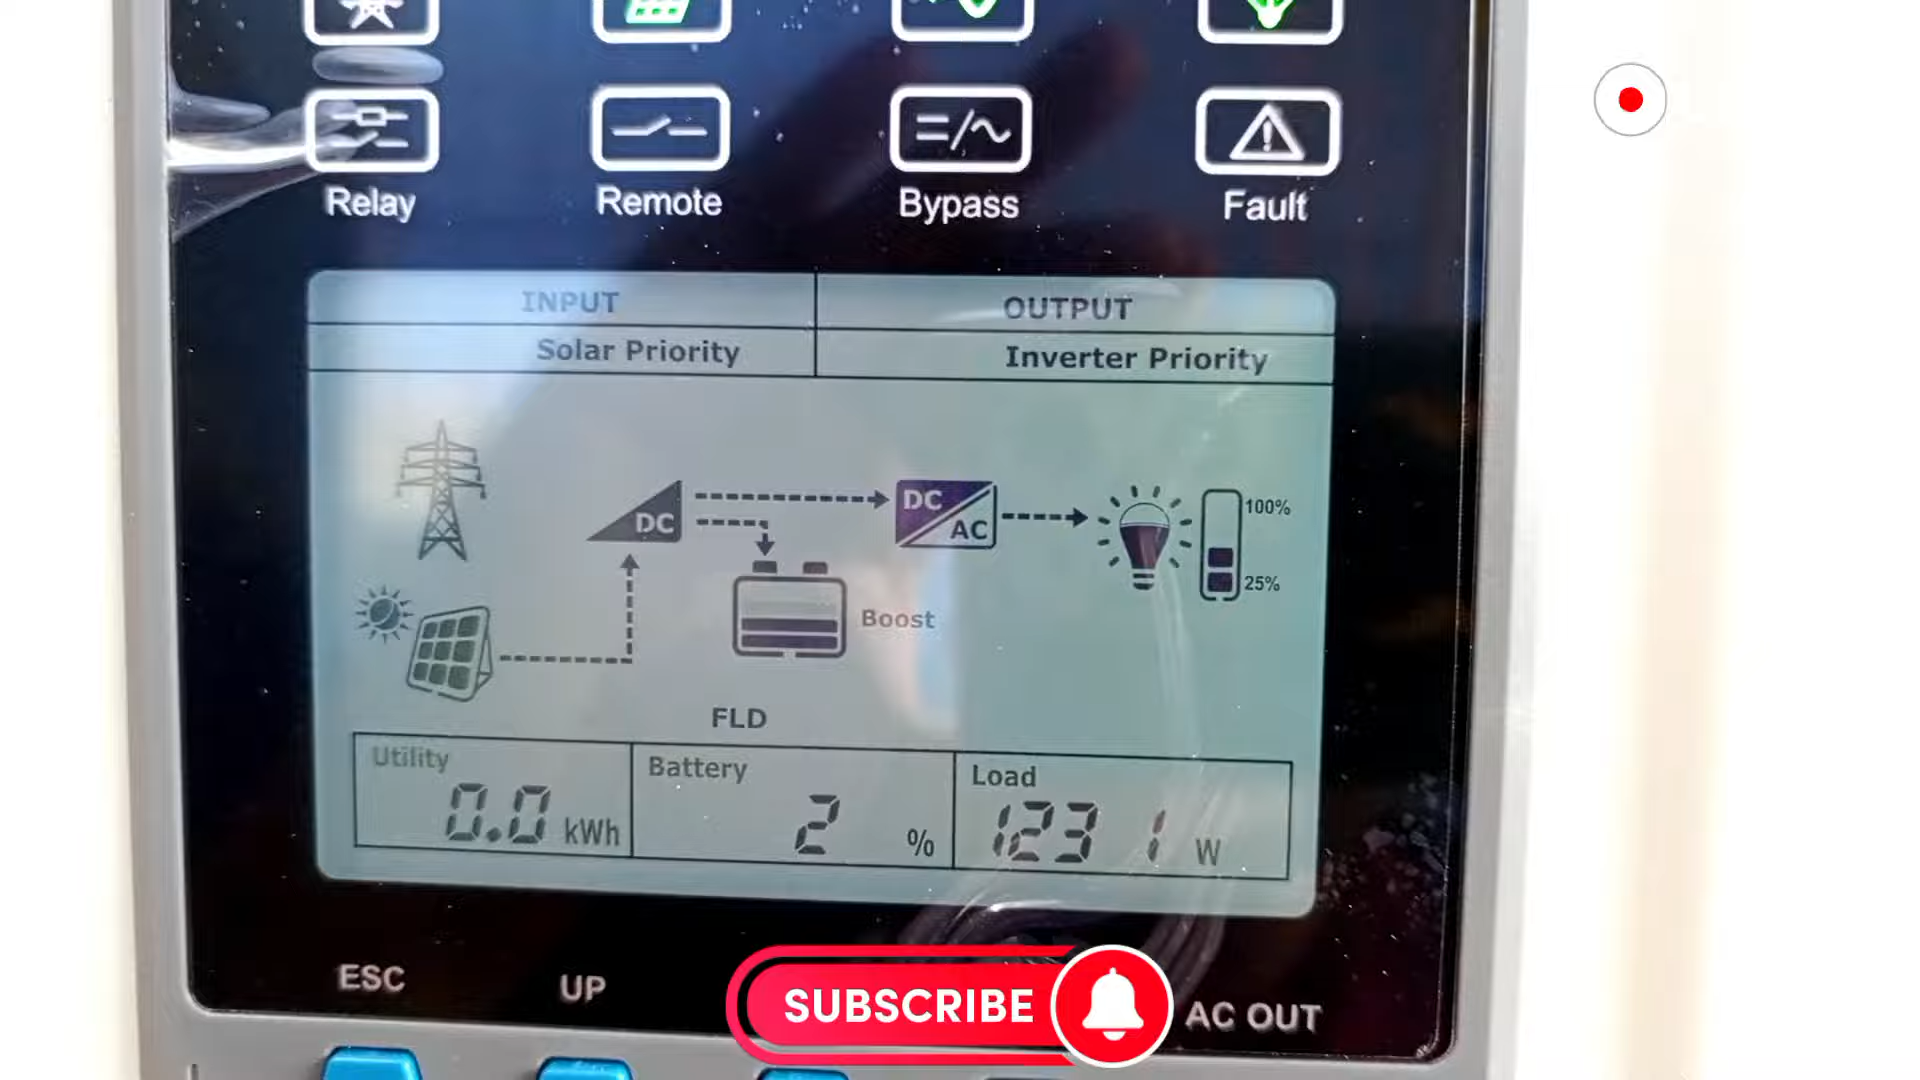 Relay Remote Bypass Fault
INPUT OUTPUT
Solar Priority Inverter Priority
DC DC AC
100%
25%
Boost
FLD
Utility Battery Load
0.0 kWh 2 % 1231 W
ESC UP AC OUT
SUBSCRIBE